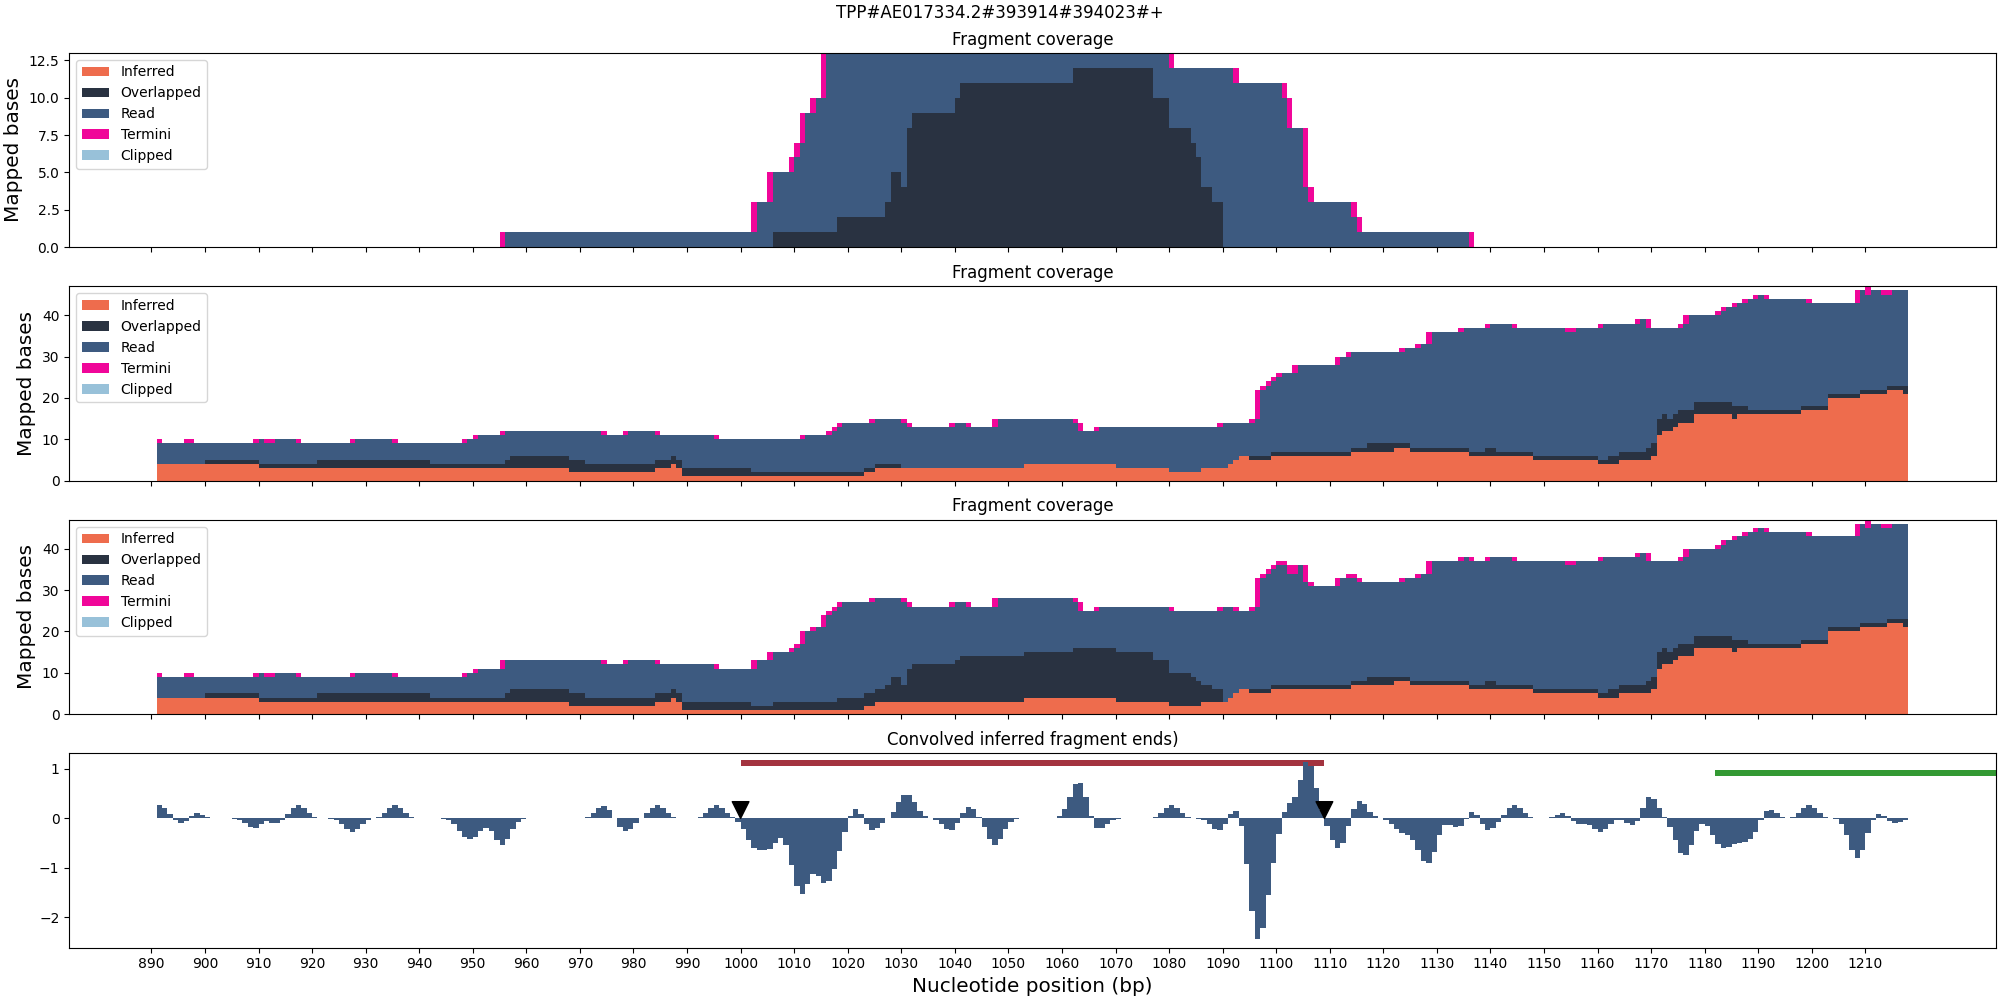 TPP#AE017334.2#393914#394023#+
Fragment coverage
Mapped bases
12.5
10.0
7.5
5.0
2.5
0.0
Inferred
Overlapped
Read
Termini
Clipped
Fragment coverage
Mapped bases
40
30
20
10
0
Inferred
Overlapped
Read
Termini
Clipped
Fragment coverage
Mapped bases
40
30
20
10
0
Inferred
Overlapped
Read
Termini
Clipped
Convolved inferred fragment ends)
1
0
−1
−2
890 900 910 920 930 940 950 960 970 980 990 1000 1010 1020 1030 1040 1050 1060 1070 1080 1090 1100 1110 1120 1130 1140 1150 1160 1170 1180 1190 1200 1210
Nucleotide position (bp)